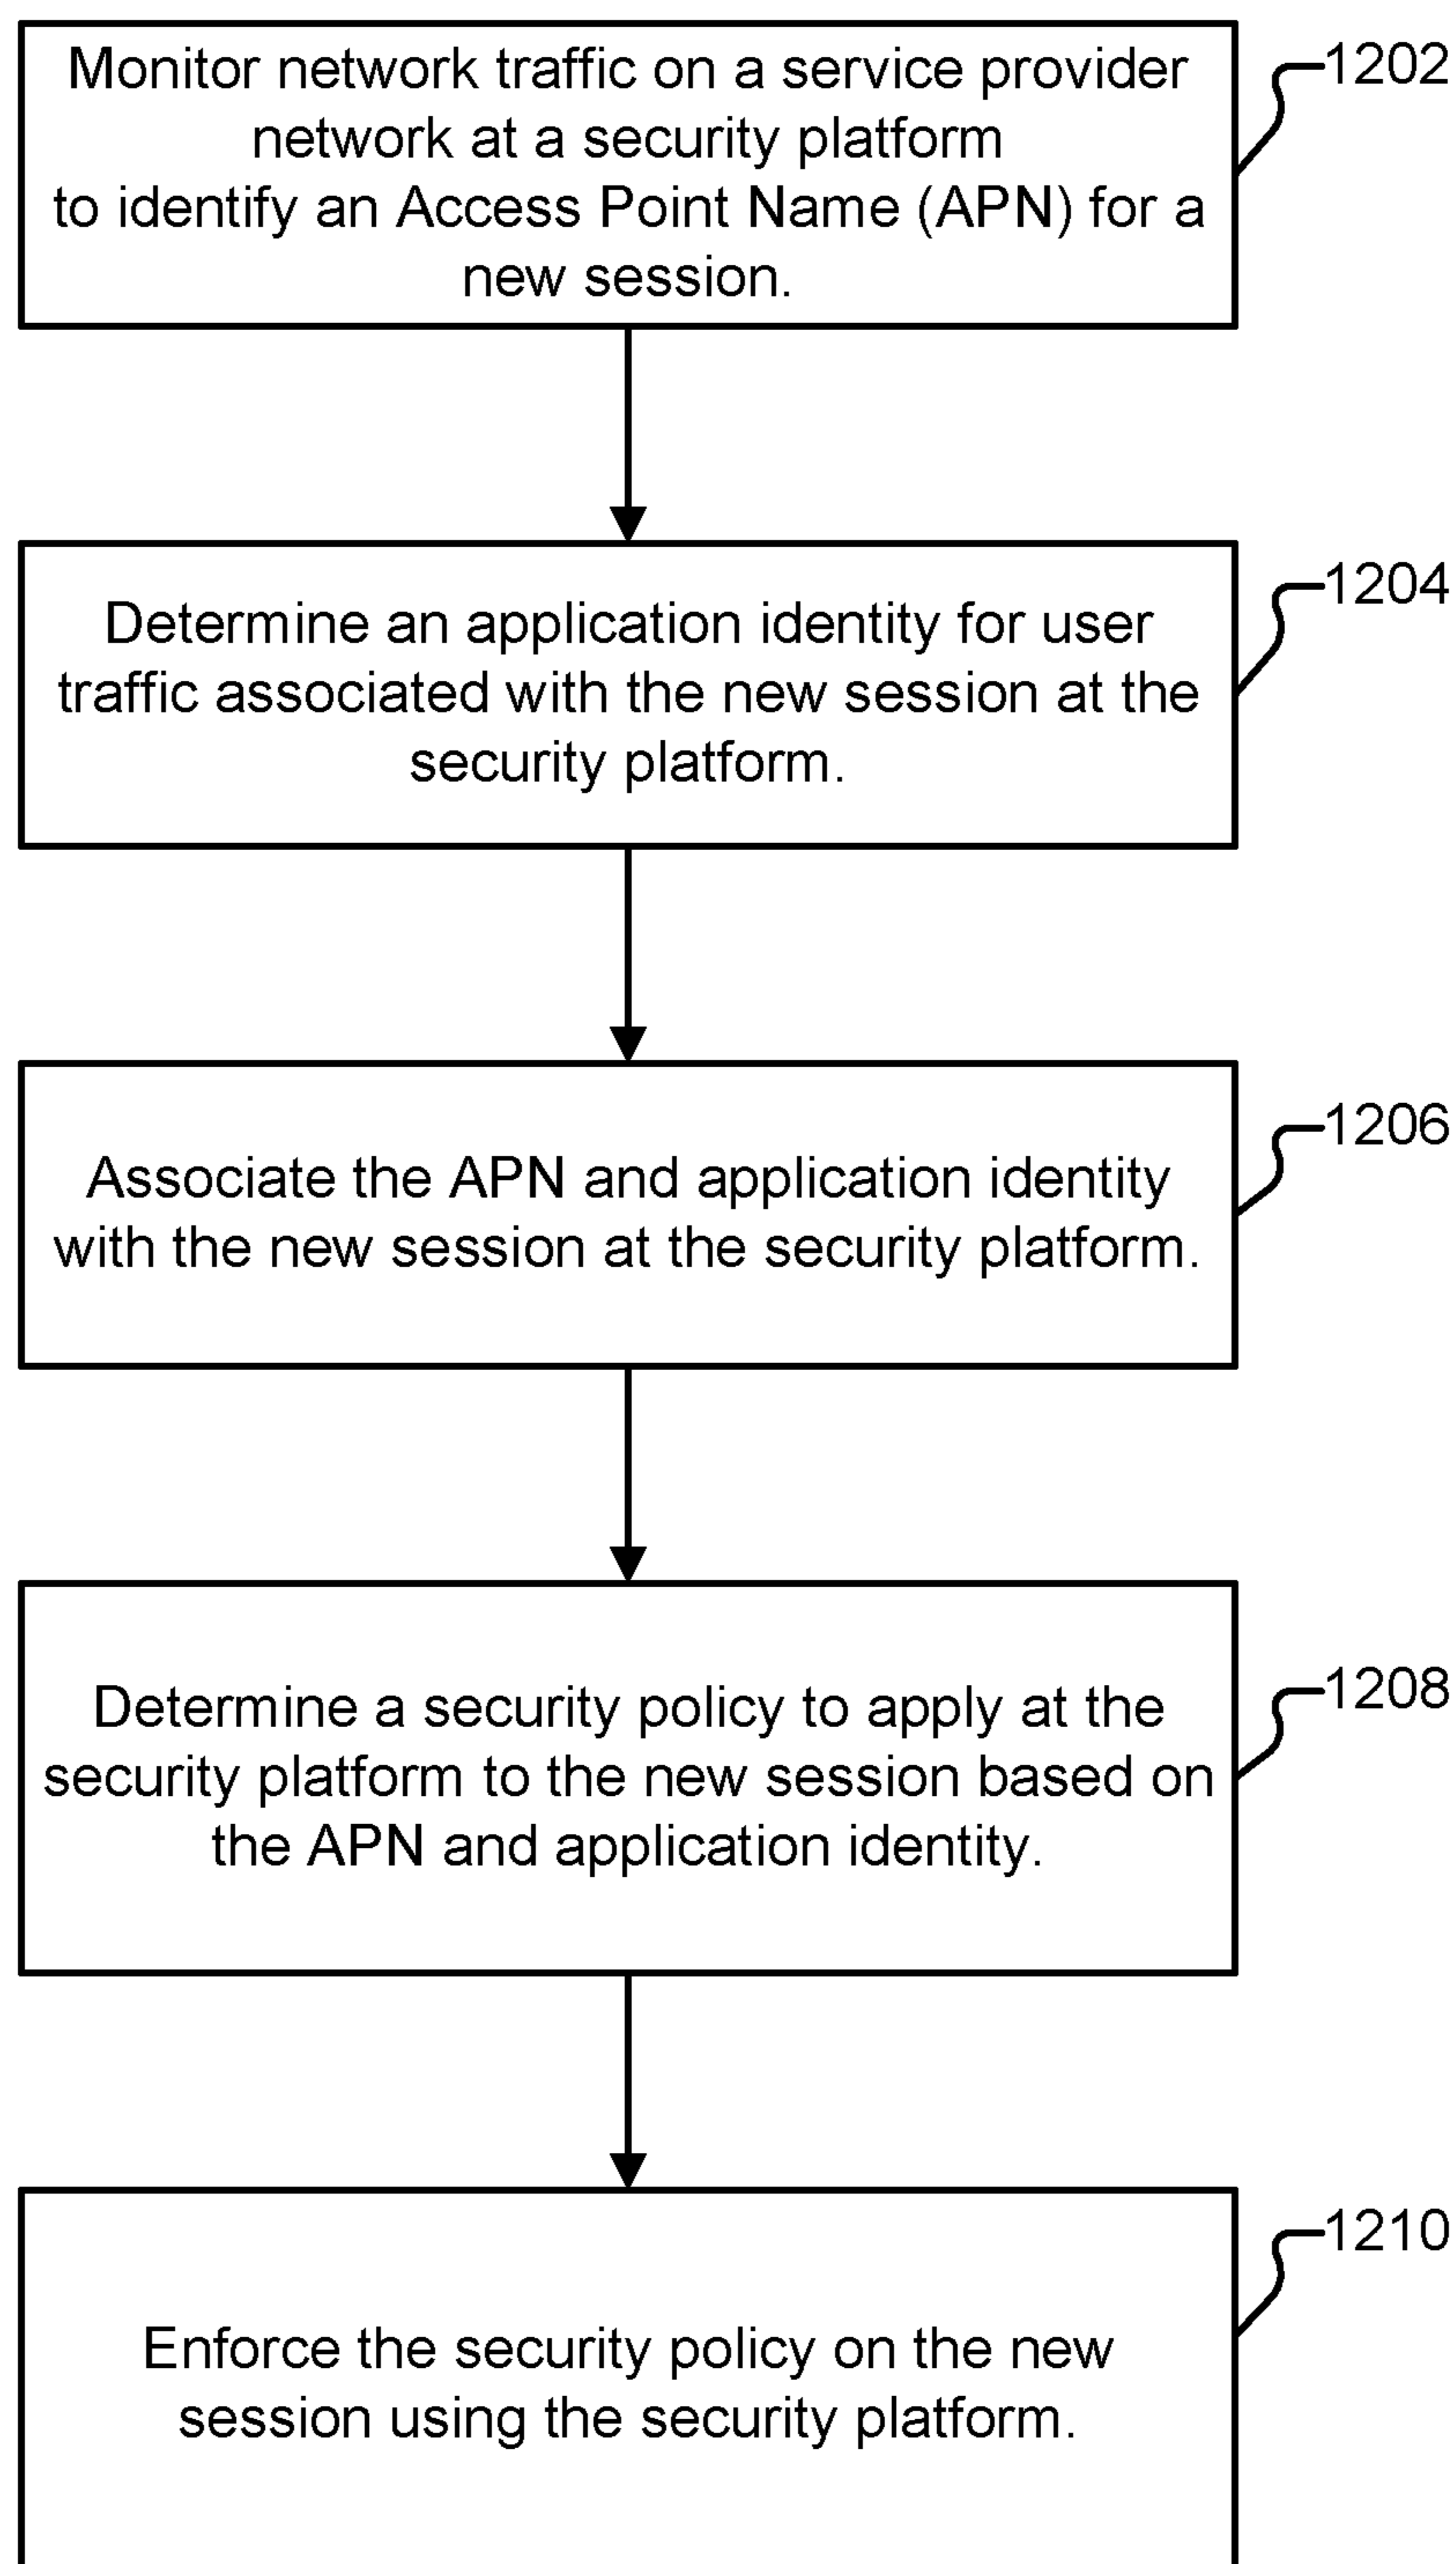 Monitor network traffic on a service provider
network at a security platform
to identify an Access Point Name (APN) for a
new session.
1202
Determine an application identity for user
traffic associated with the new session at the
security platform.
1204
Associate the APN and application identity
with the new session at the security platform.
1206
Determine a security policy to apply at the
security platform to the new session based on
the APN and application identity.
1208
Enforce the security policy on the new
session using the security platform.
1210